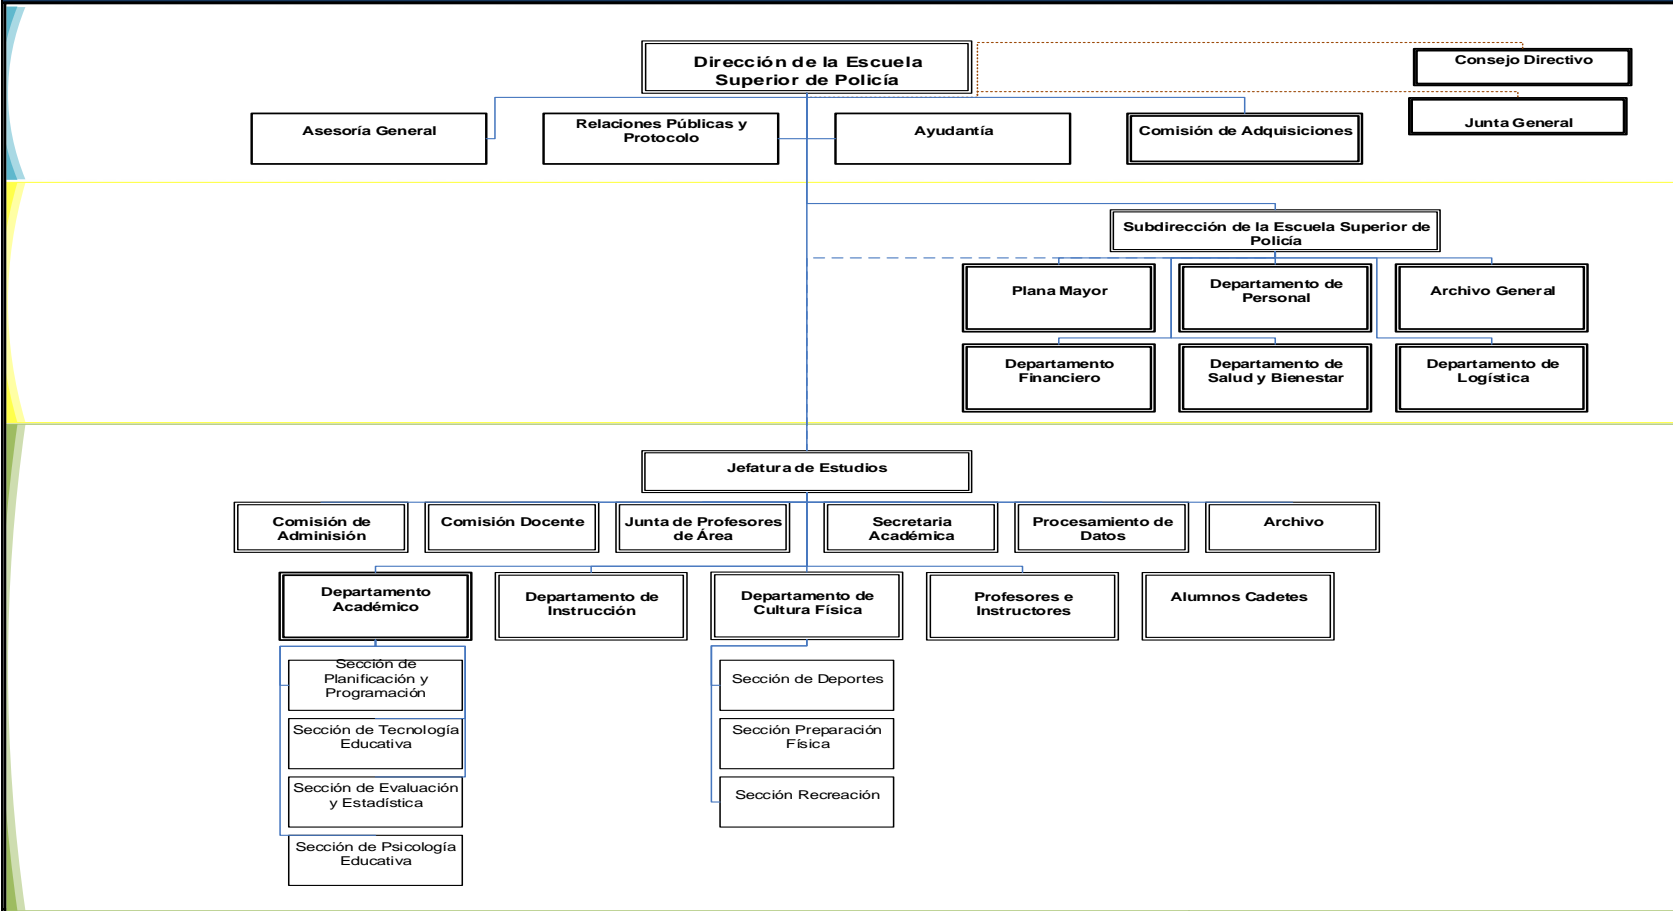 Dirección de la Escuela
Superior de Policía
Consejo Directivo
Junta General
Asesoría General
Relaciones Públicas y
Protocolo
Ayudantía
Comisión de Adquisiciones
Subdirección de la Escuela Superior de
Policía
Plana Mayor
Departamento de
Personal
Archivo General
Departamento
Financiero
Departamento de
Salud y Bienestar
Departamento de
Logística
Jefatura de Estudios
Comisión de
Adminisión
Comisión Docente
Junta de Profesores
de Área
Secretaria
Académica
Procesamiento de
Datos
Archivo
Departamento
Académico
Departamento de
Instrucción
Departamento de
Cultura Física
Profesores e
Instructores
Alumnos Cadetes
Sección de
Planificación y
Programación
Sección de Tecnología
Educativa
Sección de Evaluación
y Estadística
Sección de Psicología
Educativa
Sección de Deportes
Sección Preparación
Física
Sección Recreación